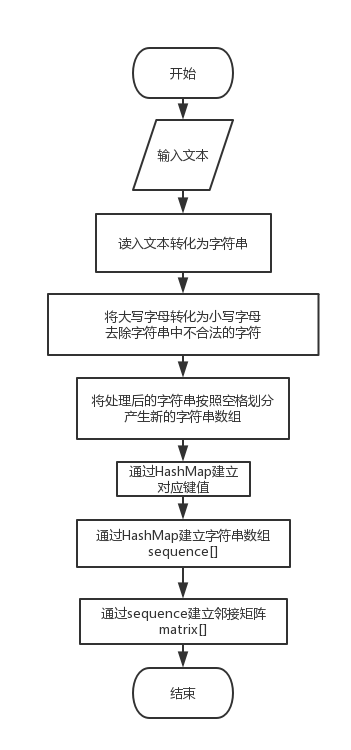 开始
输入文本
读入文本转化为字符串
将大写字母转化为小写字母
去除字符串中不合法的字符
将处理后的字符串按照空格划分
产生新的字符串数组
通过HashMap建立
对应键值
通过HashMap建立字符串数组
sequence[]
通过sequence建立邻接矩阵
matrix[]
结束